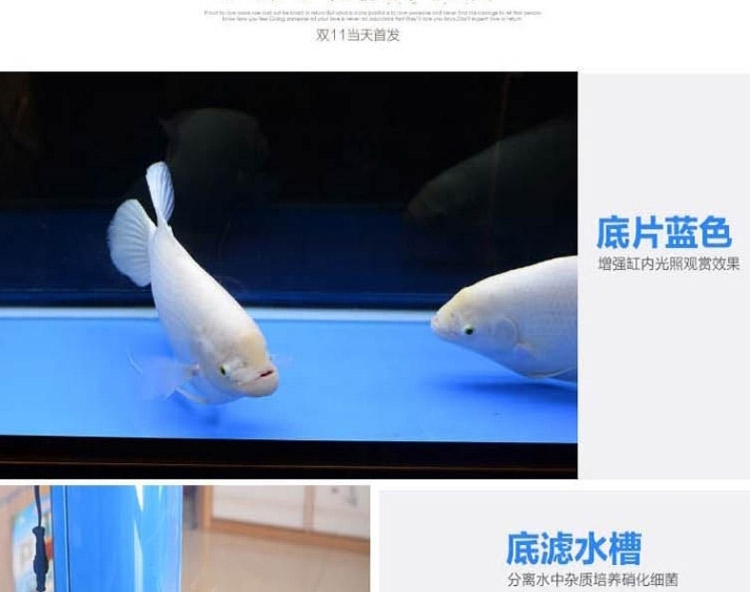 双11当天首发
底片蓝色
增强缸内光照观赏效果
底滤水槽
分离水中杂质培养硝化细菌